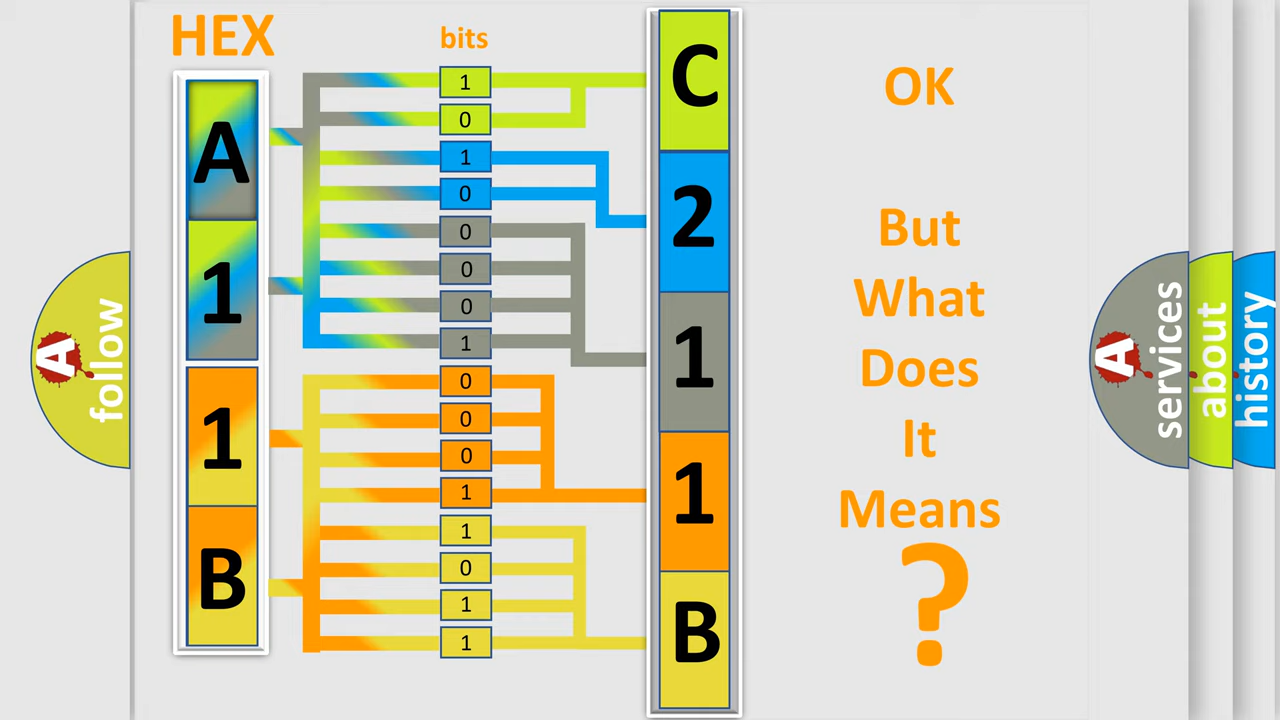 HEX
bits
A
1
1
B
1
0
1
0
0
0
0
1
0
0
0
1
1
0
1
1
C
2
1
1
B
OK
But
What
Does
It
Means
?
A
follow
A
services
about
history